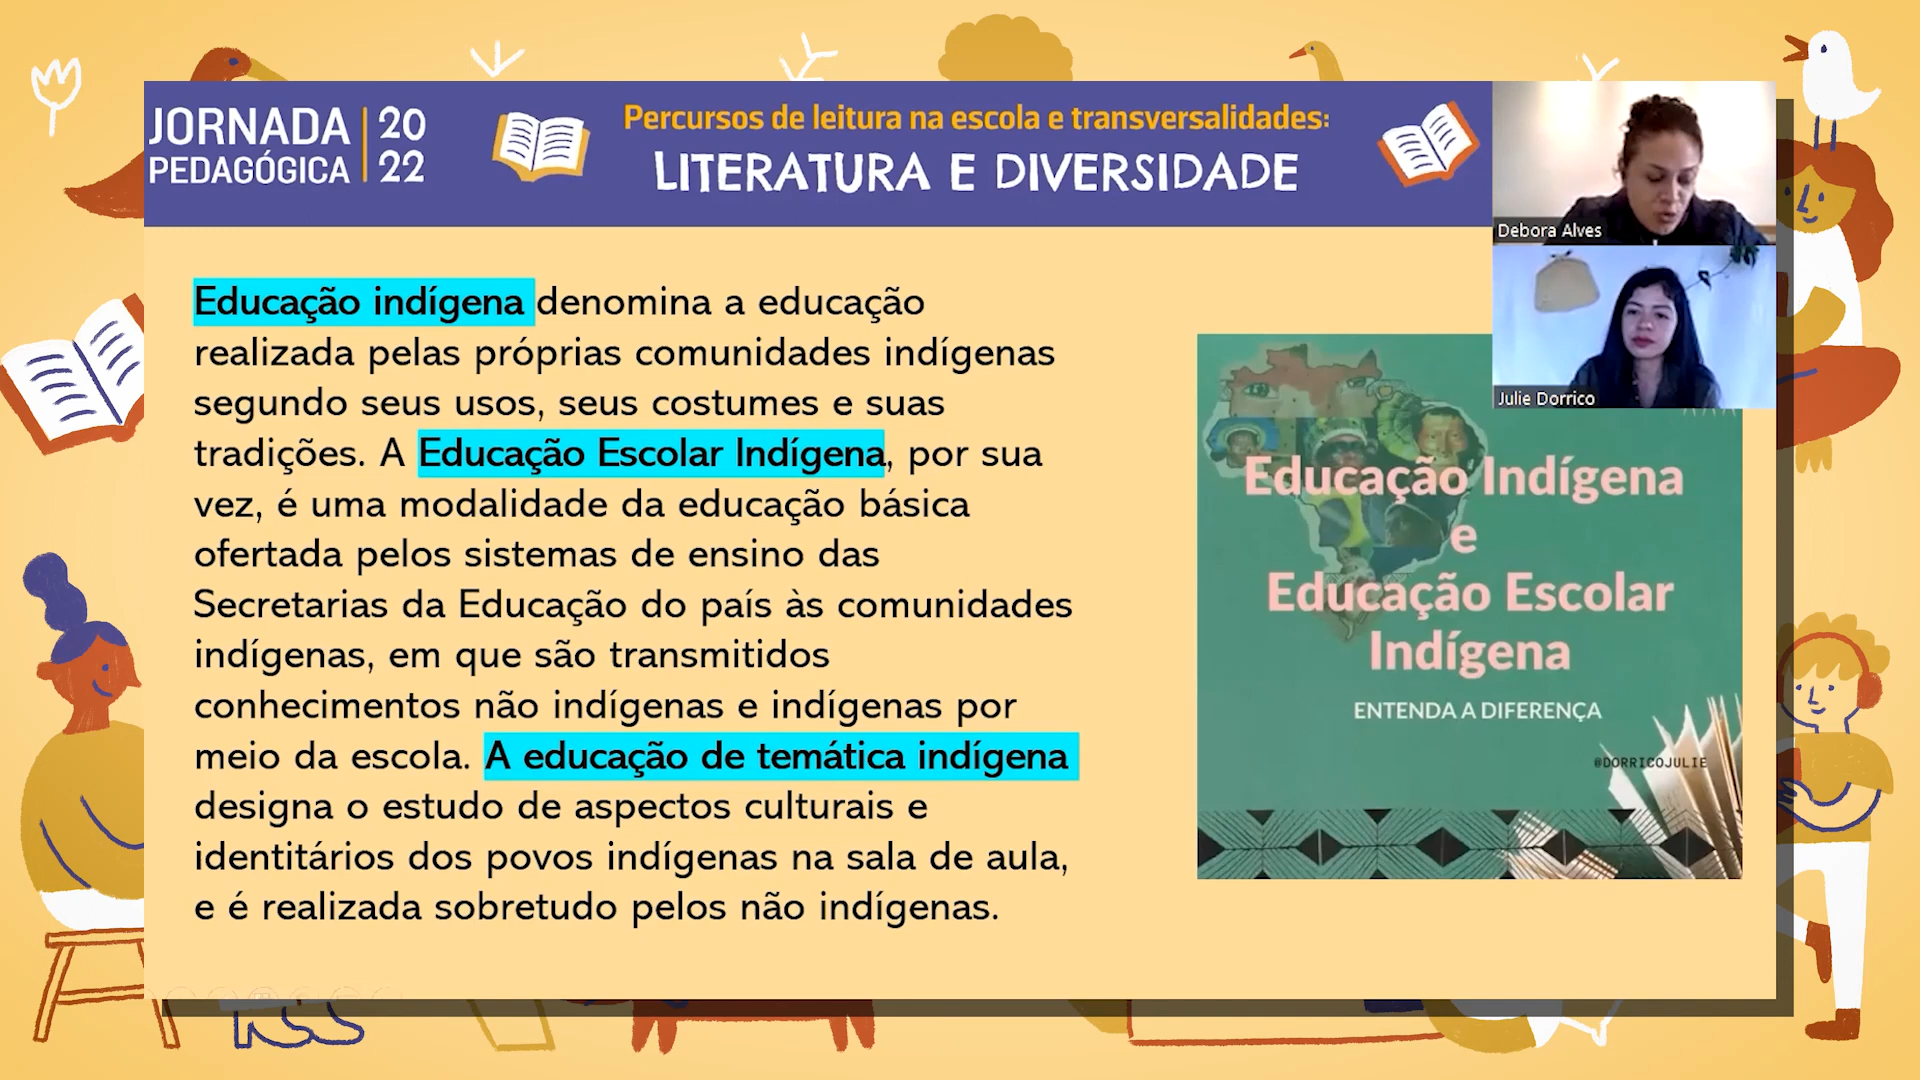 JORNADA
PEDAGÓGICA
20
22
Percursos de leitura na escola e transversalidades:
LITERATURA E DIVERSIDADE
Debora Alves
Julie Dorrico
Educação indígena denomina a educação
realizada pelas próprias comunidades indígenas
segundo seus usos, seus costumes e suas
tradições. A Educação Escolar Indígena, por sua
vez, é uma modalidade da educação básica
ofertada pelos sistemas de ensino das
Secretarias da Educação do país às comunidades
indígenas, em que são transmitidos
conhecimentos não indígenas e indígenas por
meio da escola. A educação de temática indígena
designa o estudo de aspectos culturais e
identitários dos povos indígenas na sala de aula,
e é realizada sobretudo pelos não indígenas.
Educação Indígena
e
Educação Escolar
Indígena
ENTENDA A DIFERENÇA
@DORRICOJULIE